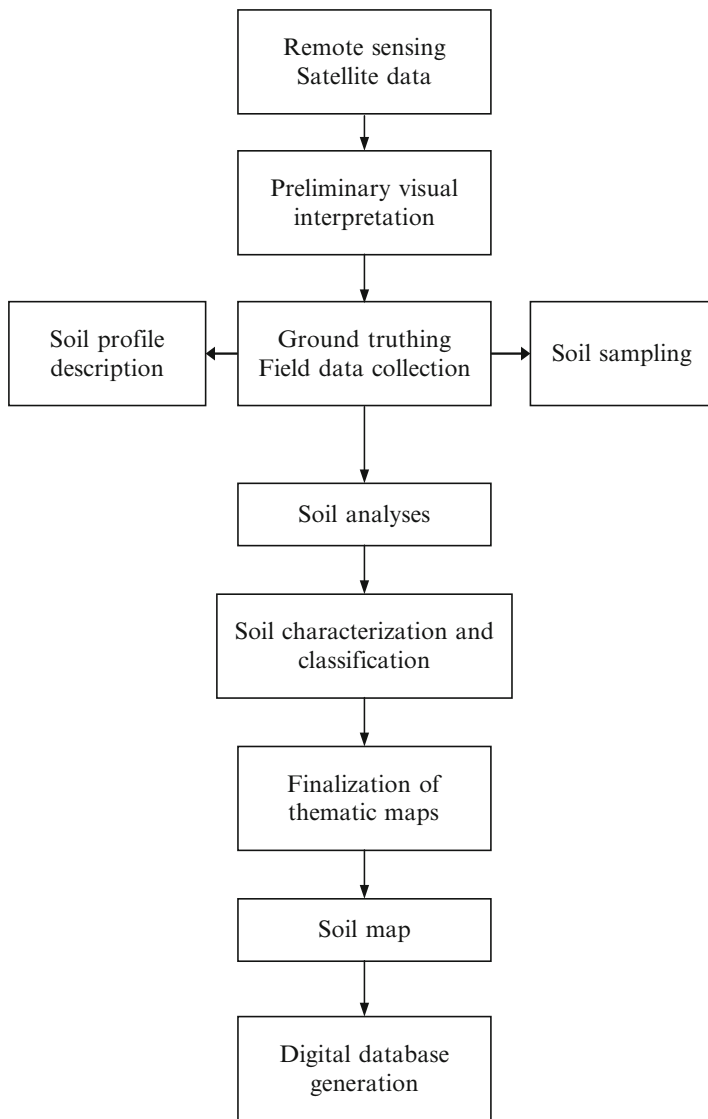 Remote sensing
Satellite data
Preliminary visual
interpretation
Soil profile
description
Ground truthing
Field data collection
Soil sampling
Soil analyses
Soil characterization and
classification
Finalization of
thematic maps
Soil map
Digital database
generation